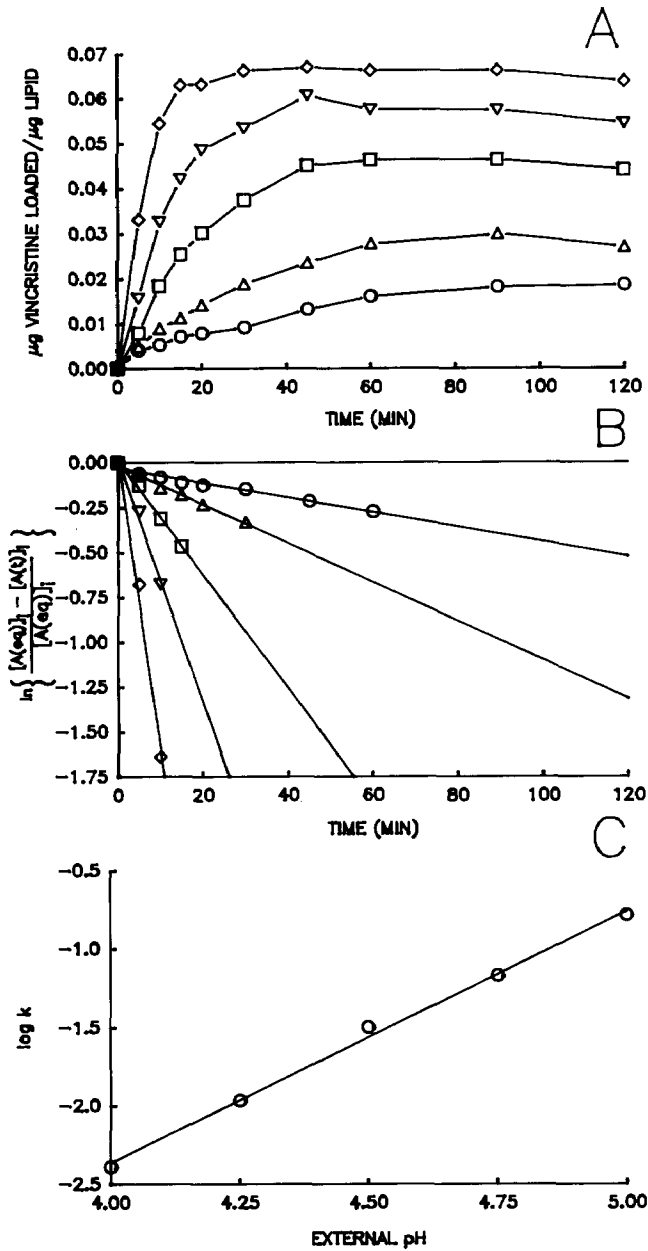 A
0.07
0.06
0.05
0.04
0.03
0.02
0.01
0.00
μg VINCRISTINE LOADED/μg LIPID
0 20 40 60 80 100 120
TIME (MIN)
B
0.00
−0.25
−0.50
−0.75
−1.00
−1.25
−1.50
−1.75
ln{ [A(eq)]i − [A(t)]i }
[A(eq)]i
0 20 40 60 80 100 120
TIME (MIN)
C
−0.5
−1.0
−1.5
−2.0
−2.5
log k
4.00 4.25 4.50 4.75 5.00
EXTERNAL pH